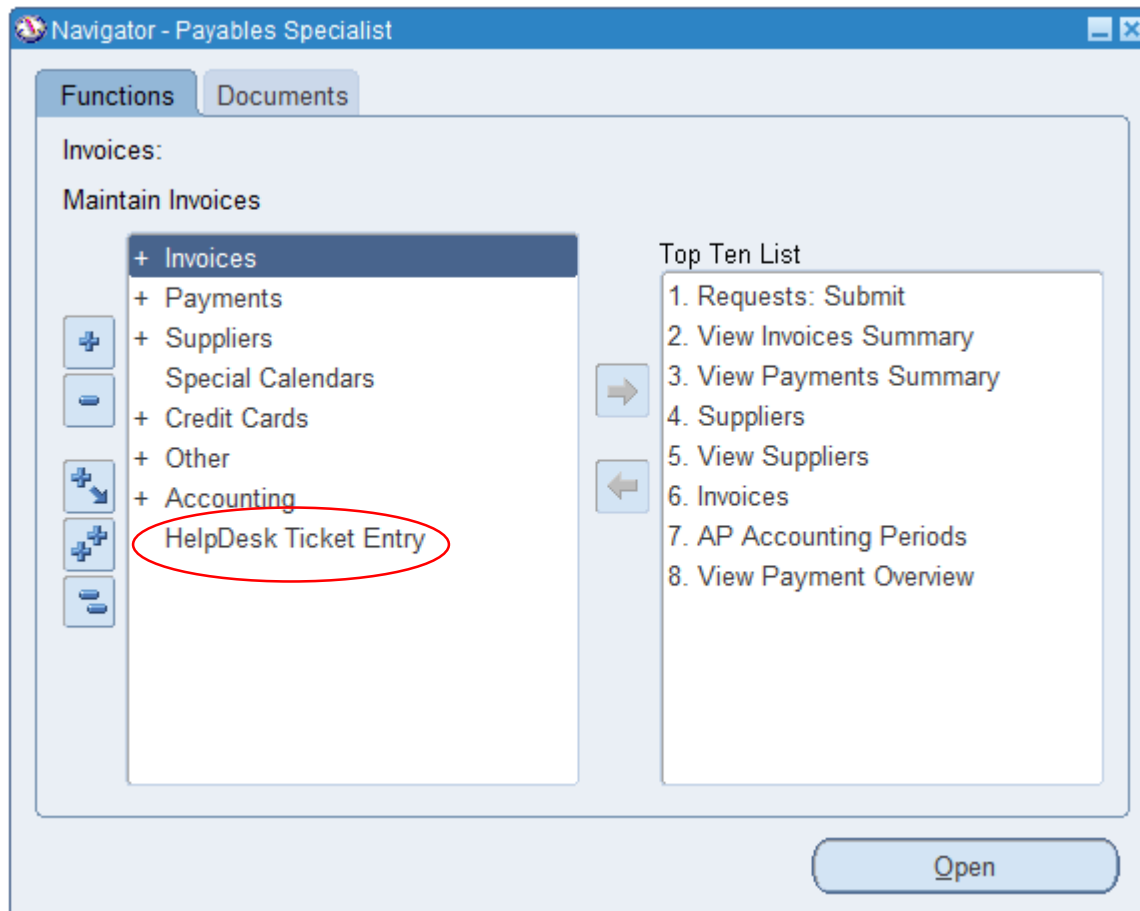 Navigator - Payables Specialist
Functions
Documents
Invoices:
Maintain Invoices
+ Invoices
+ Payments
+ Suppliers
Special Calendars
+ Credit Cards
+ Other
+ Accounting
HelpDesk Ticket Entry
Top Ten List
1. Requests: Submit
2. View Invoices Summary
3. View Payments Summary
4. Suppliers
5. View Suppliers
6. Invoices
7. AP Accounting Periods
8. View Payment Overview
Open